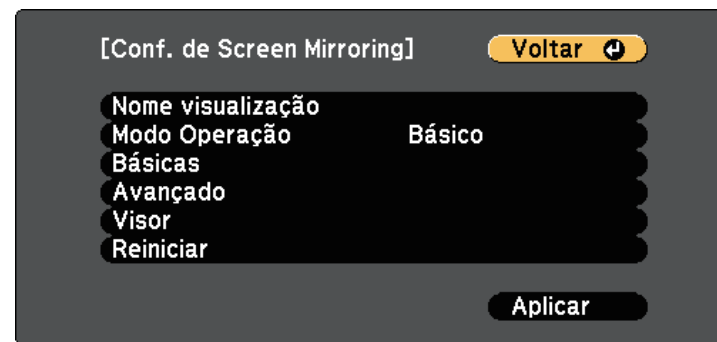 [Conf. de Screen Mirroring] Voltar
Nome visualização
Modo Operação Básico
Básicas
Avançado
Visor
Reiniciar
Aplicar